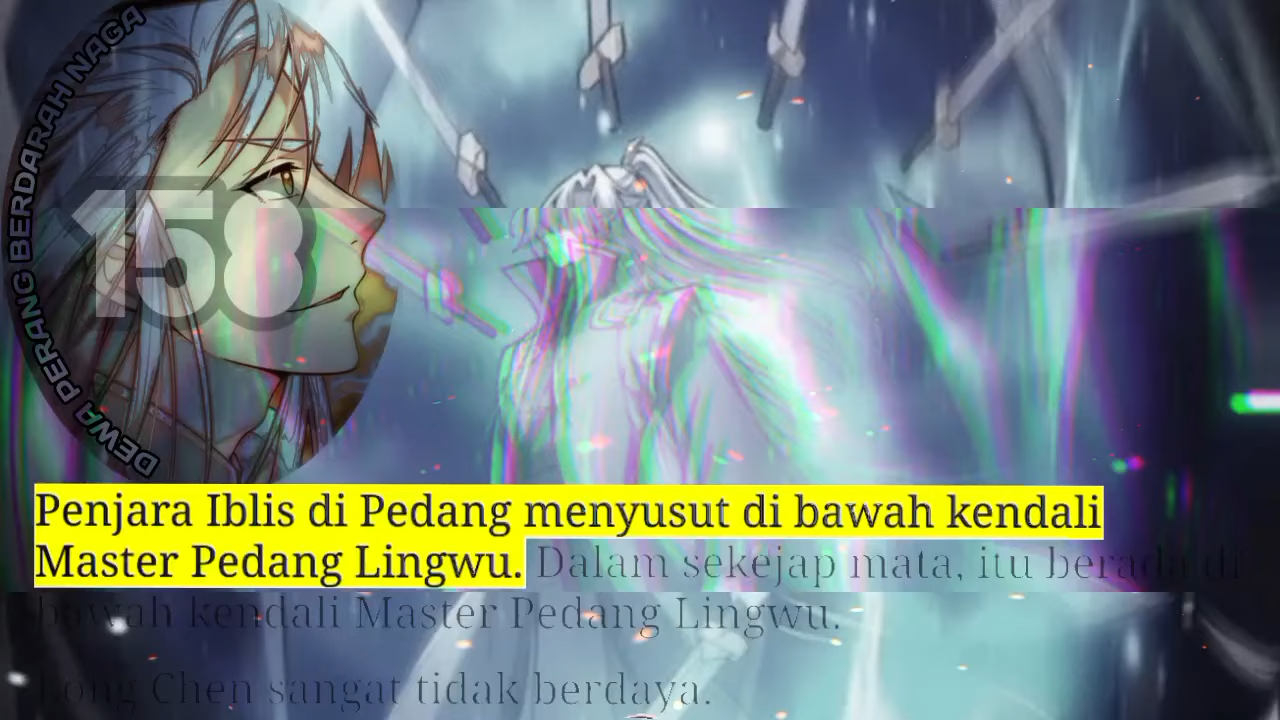 DEWA PERANG BERDARAH NAGA
158
Penjara Iblis di Pedang menyusut di bawah kendali
Master Pedang Lingwu. Dalam sekejap mata, itu berada di
bawah kendali Master Pedang Lingwu.
Long Chen sangat tidak berdaya.